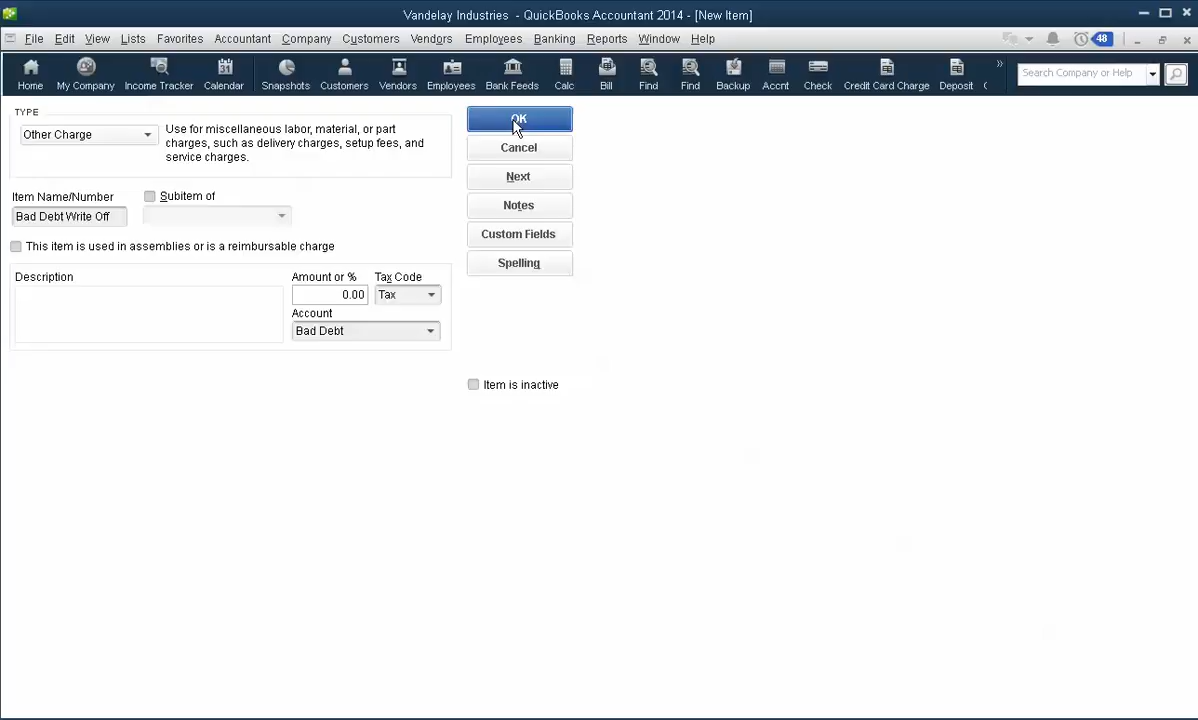 Vandelay Industries - QuickBooks Accountant 2014 - [New Item]
File Edit View Lists Favorites Accountant Company Customers Vendors Employees Banking Reports Window Help 48
Home My Company Income Tracker Calendar Snapshots Customers Vendors Employees Bank Feeds Calc Bill Find Find Backup Accnt Check Credit Card Charge Deposit » Search Company or Help
31
TYPE
Other Charge
Use for miscellaneous labor, material, or part
charges, such as delivery charges, setup fees, and
service charges.
OK
Cancel
Next
Notes
Custom Fields
Spelling
Item Name/Number
Subitem of
Bad Debt Write Off
This item is used in assemblies or is a reimbursable charge
Description
Amount or %
Tax Code
0.00
Tax
Account
Bad Debt
Item is inactive